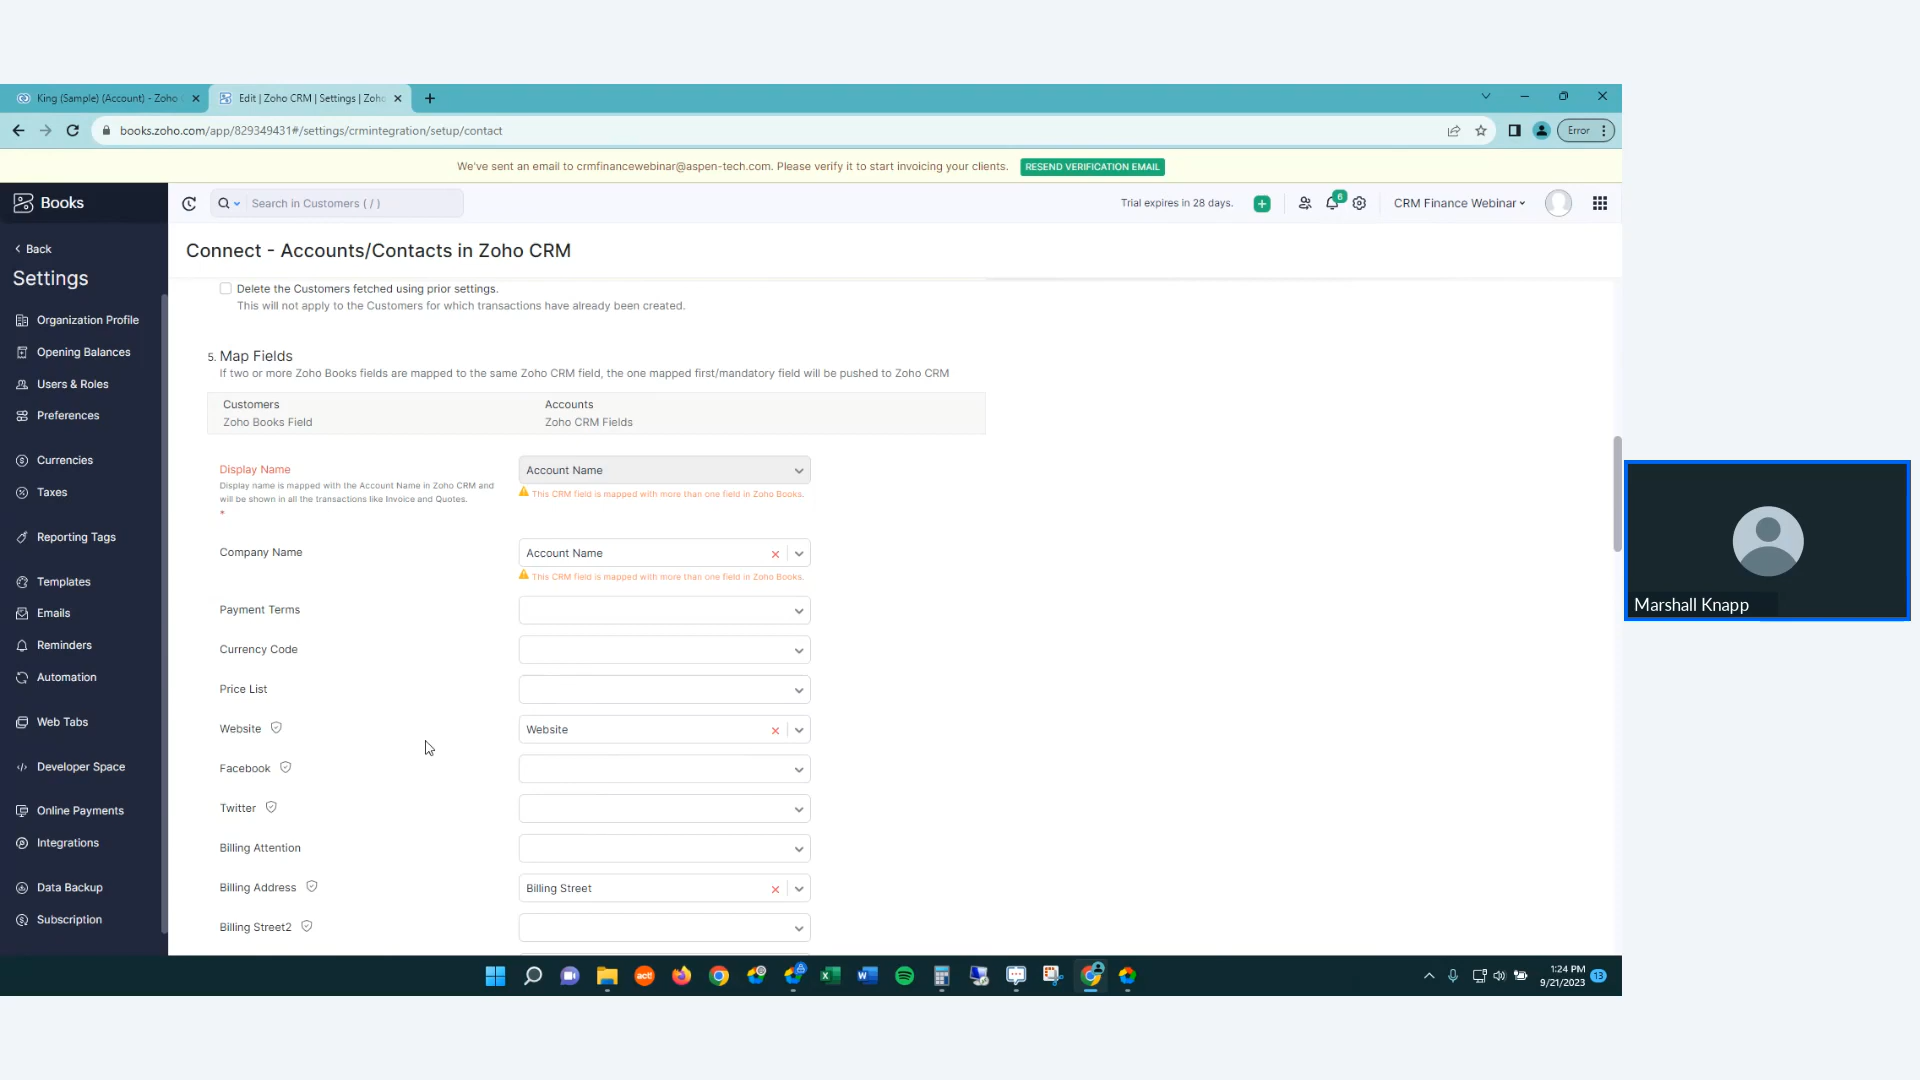 King (Sample) (Account) - Zoho
Edit | Zoho CRM | Settings | Zoho
books.zoho.com/app/829349431#/settings/crmintegration/setup/contact
Error
We've sent an email to crmfinancewebinar@aspen-tech.com. Please verify it to start invoicing your clients.
RESEND VERIFICATION EMAIL
Books
Search in Customers ( / )
Trial expires in 28 days.
6
CRM Finance Webinar
Back
Settings
Organization Profile
Opening Balances
Users & Roles
Preferences
Currencies
Taxes
Reporting Tags
Templates
Emails
Reminders
Automation
Web Tabs
Developer Space
Online Payments
Integrations
Data Backup
Subscription
Connect - Accounts/Contacts in Zoho CRM
Delete the Customers fetched using prior settings.
This will not apply to the Customers for which transactions have already been created.
5. Map Fields
If two or more Zoho Books fields are mapped to the same Zoho CRM field, the one mapped first/mandatory field will be pushed to Zoho CRM
Customers Accounts
Zoho Books Field Zoho CRM Fields
Display Name Account Name
Display name is mapped with the Account Name in Zoho CRM and
will be shown in all the transactions like Invoice and Quotes.
*
This CRM field is mapped with more than one field in Zoho Books.
Company Name Account Name
This CRM field is mapped with more than one field in Zoho Books.
Payment Terms
Currency Code
Price List
Website Website
Facebook
Twitter
Billing Attention
Billing Address Billing Street
Billing Street2
Marshall Knapp
act!
1:24 PM
9/21/2023
13